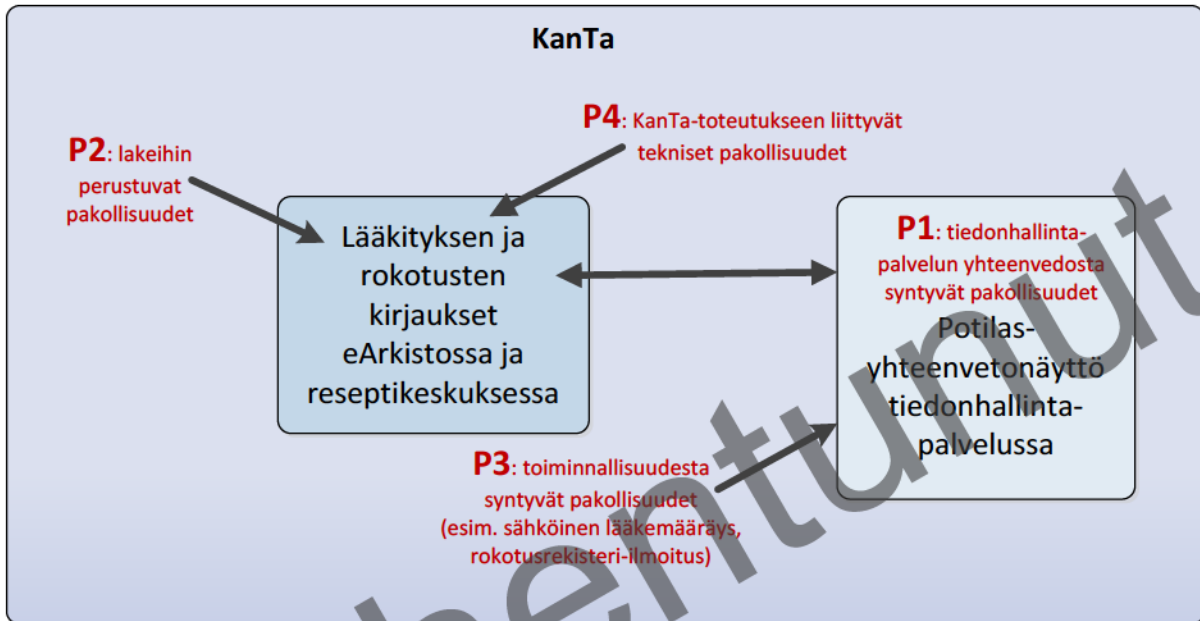 KanTa
P4: KanTa-toteutukseen liittyvät
tekniset pakollisuudet
P2: lakeihin
perustuvat
pakollisuudet
Lääkityksen ja
rokotusten
kirjaukset
eArkistossa ja
reseptikeskuksessa
P1: tiedonhallinta-
palvelun yhteenvedosta
syntyvät pakollisuudet
Potilas-
yhteenvetonäyttö
tiedonhallinta-
palvelussa
P3: toiminnallisuudesta
syntyvät pakollisuudet
(esim. sähköinen lääkemääräys,
rokotusrekisteri-ilmoitus)
hentunut